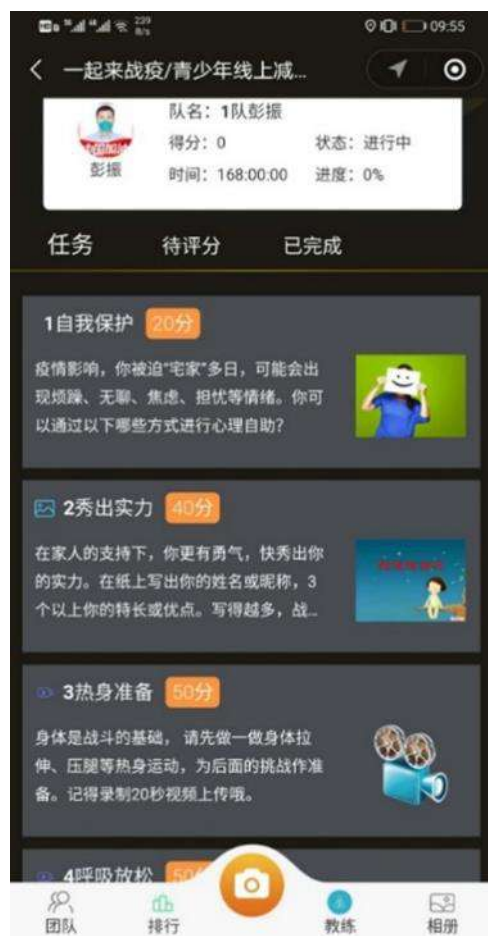 239
B/s
09:55
一起来战疫/青少年线上减...
队名：1队彭振
得分：0
状态：进行中
彭振
时间：168:00:00
进度：0%
任务
待评分
已完成
1自我保护 20分
疫情影响，你被迫“宅家”多日，可能会出
现烦躁、无聊、焦虑、担忧等情绪。你可
以通过以下哪些方式进行心理自助？
2秀出实力 40分
在家人的支持下，你更有勇气，快秀出你
的实力。在纸上写出你的姓名或昵称，3
个以上你的特长或优点。写得越多，战...
3热身准备 50分
身体是战斗的基础， 请先做一做身体拉
伸、压腿等热身运动，为后面的挑战作准
备。记得录制20秒视频上传哦。
4呼吸放松
团队
排行
教练
相册